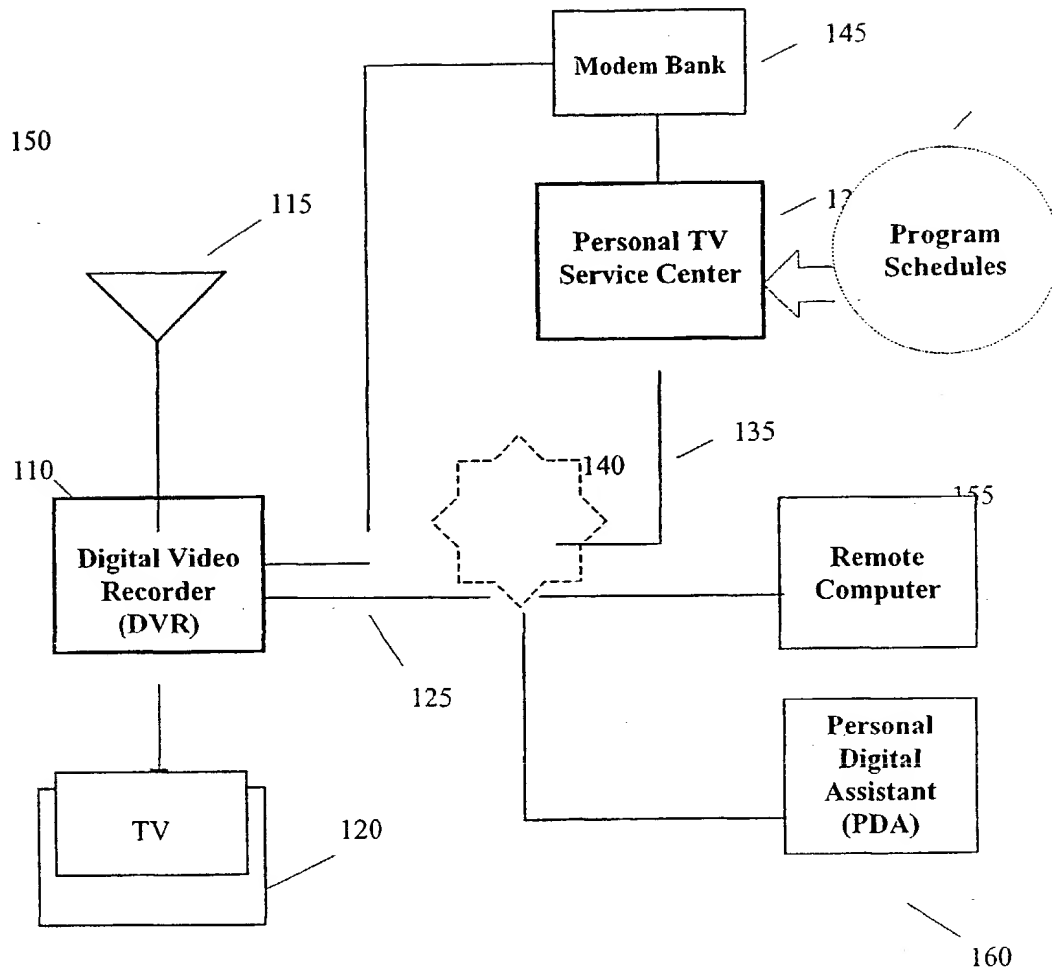 145
Modem Bank
150
115
Personal TV
Service Center
Program
Schedules
135
140
110
155
Digital Video
Recorder
(DVR)
Remote
Computer
125
Personal
Digital
Assistant
(PDA)
TV
120
160